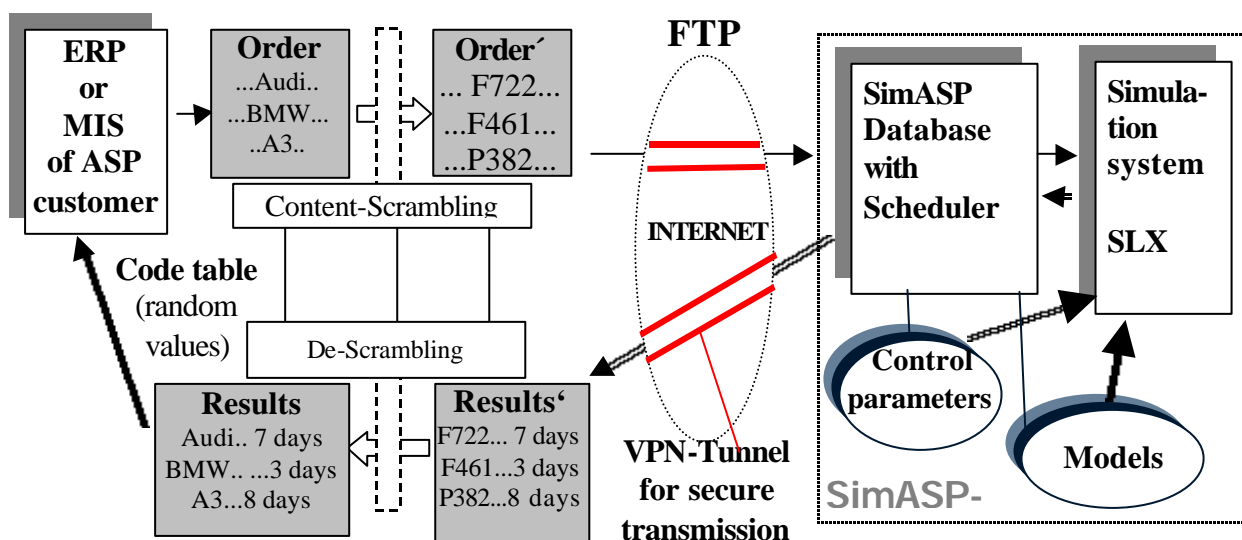 ERP
or
MIS
of ASP
customer
Order
...Audi..
...BMW...
..A3..
Order´
... F722...
...F461...
...P382...
Content-Scrambling
Code table
(random
values)
De-Scrambling
Results
Audi.. 7 days
BMW.. ...3 days
A3...8 days
Results‘
F722... 7 days
F461...3 days
P382...8 days
FTP
INTERNET
VPN-Tunnel
for secure
transmission
SimASP
Database
with
Scheduler
Simula-
tion
system
SLX
Control
parameters
Models
SimASP-